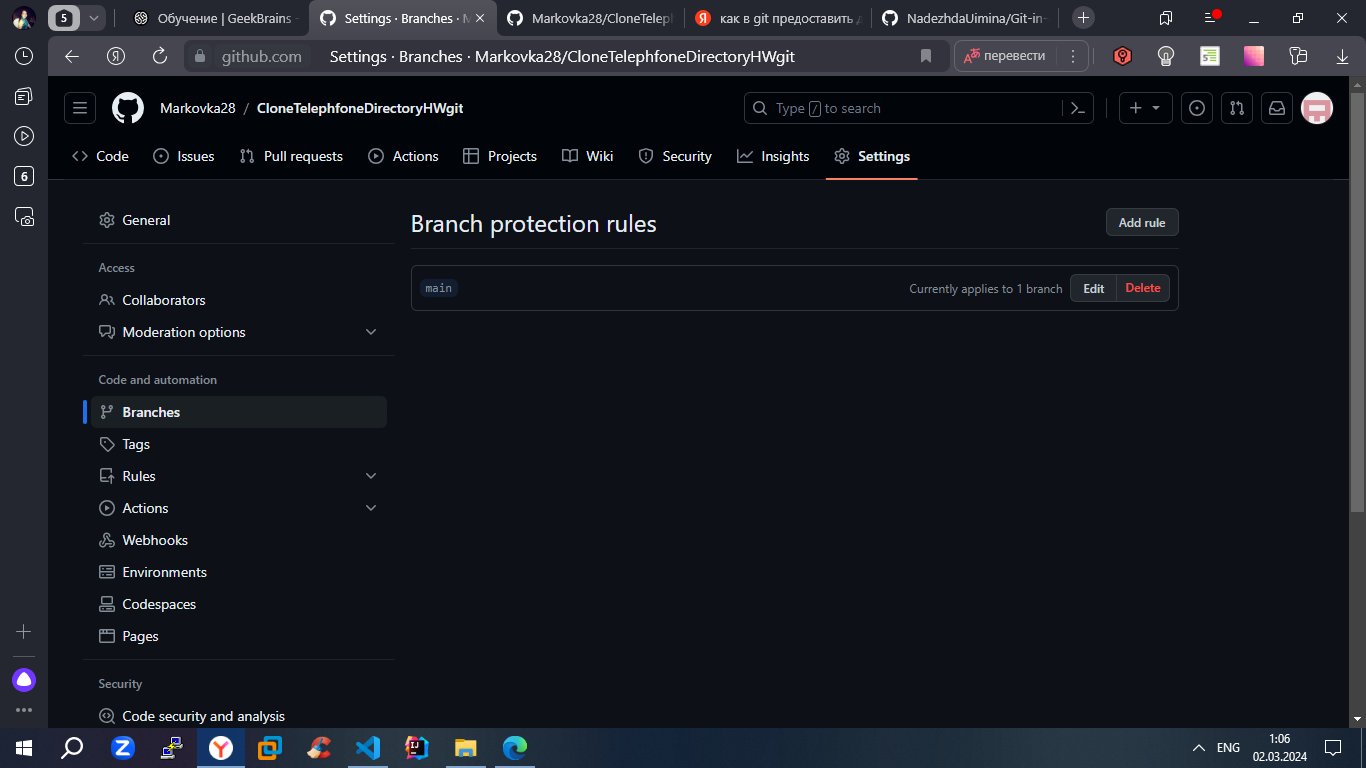 5
Обучение | GeekBrains -
Settings · Branches · M
Markovka28/CloneTeleph
Я как в git предоставить д
NadezhdaUimina/Git-in-
github.com
Settings · Branches · Markovka28/CloneTelephfoneDirectoryHWgit
перевести
6
Markovka28 / CloneTelephfoneDirectoryHWgit
Type / to search
Code
Issues
Pull requests
Actions
Projects
Wiki
Security
Insights
Settings
General
Access
Collaborators
Moderation options
Code and automation
Branches
Tags
Rules
Actions
Webhooks
Environments
Codespaces
Pages
Security
Code security and analysis
Branch protection rules
Add rule
main
Currently applies to 1 branch
Edit
Delete
ENG
1:06
02.03.2024